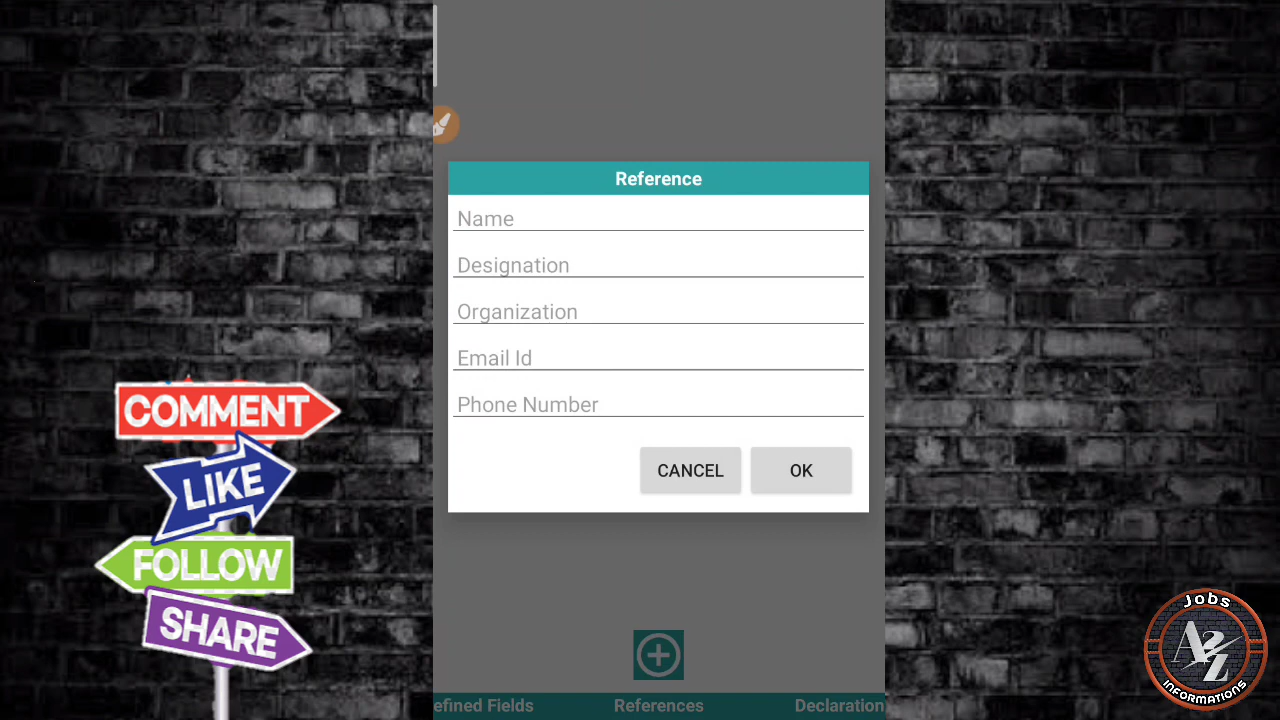 Reference
Name
Designation
Organization
Email Id
Phone Number
CANCEL OK
COMMENT
LIKE
FOLLOW
SHARE
efined Fields References Declaration
Jobs
A2Z
INFORMATIONS